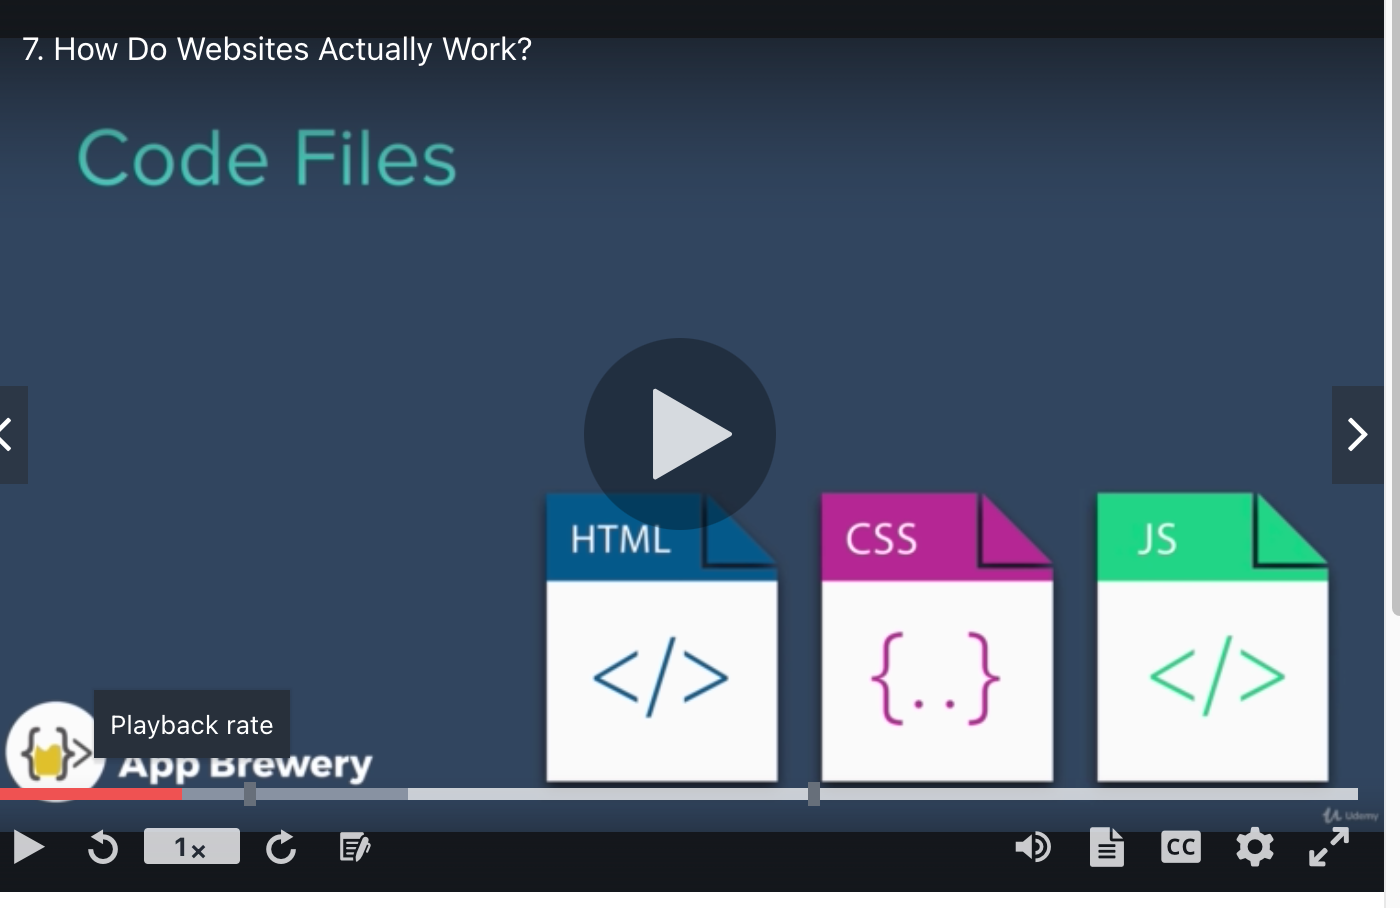 7. How Do Websites Actually Work?
Code Files
HTML
CSS
JS
</>
{..}
</>
Playback rate
{}>
App Brewery
Udemy
1x
CC